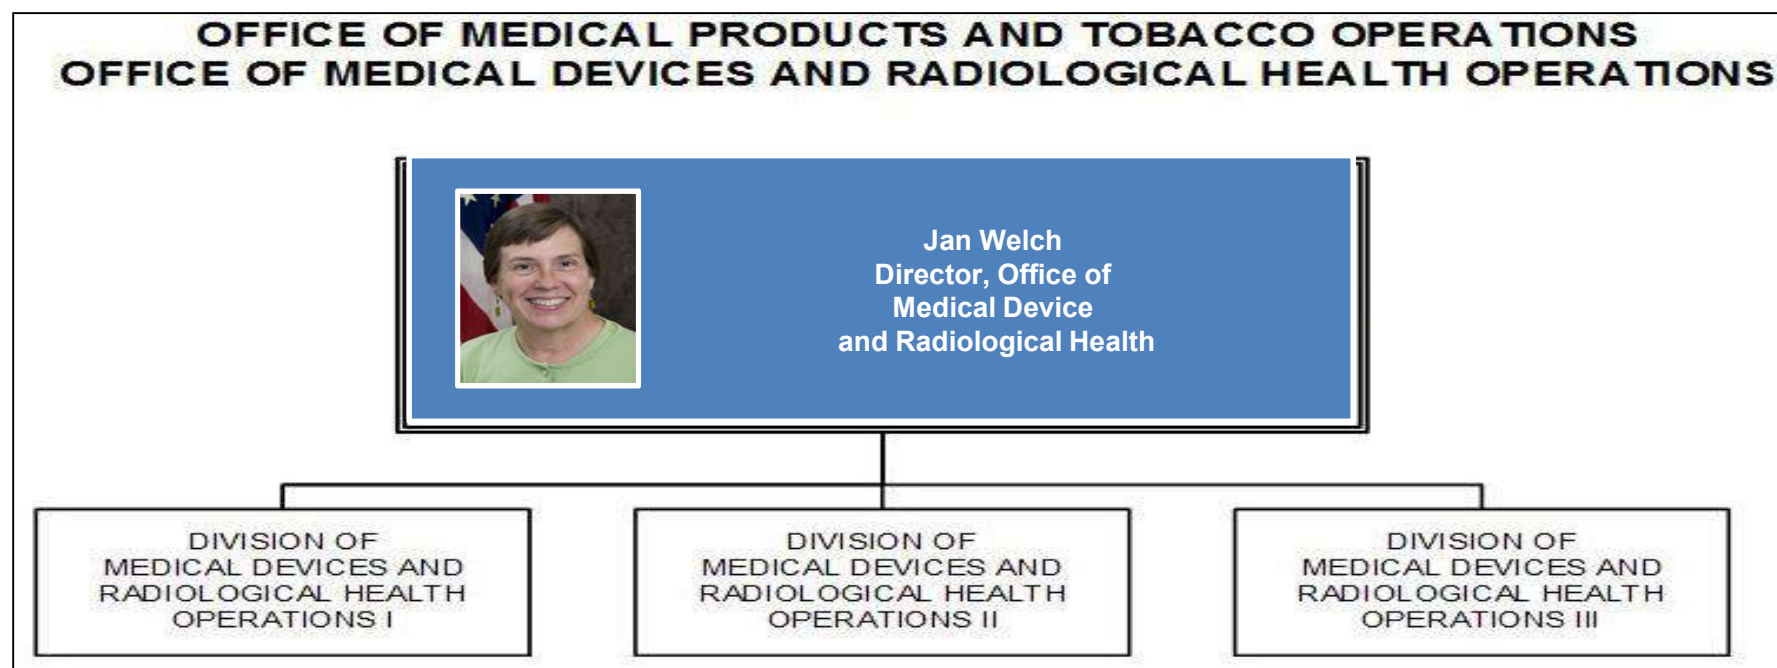 OFFICE OF MEDICAL PRODUCTS AND TOBACCO OPERATIONS
OFFICE OF MEDICAL DEVICES AND RADIOLOGICAL HEALTH OPERATIONS
Jan Welch
Director, Office of
Medical Device
and Radiological Health
DIVISION OF
MEDICAL DEVICES AND
RADIOLOGICAL HEALTH
OPERATIONS I
DIVISION OF
MEDICAL DEVICES AND
RADIOLOGICAL HEALTH
OPERATIONS II
DIVISION OF
MEDICAL DEVICES AND
RADIOLOGICAL HEALTH
OPERATIONS III